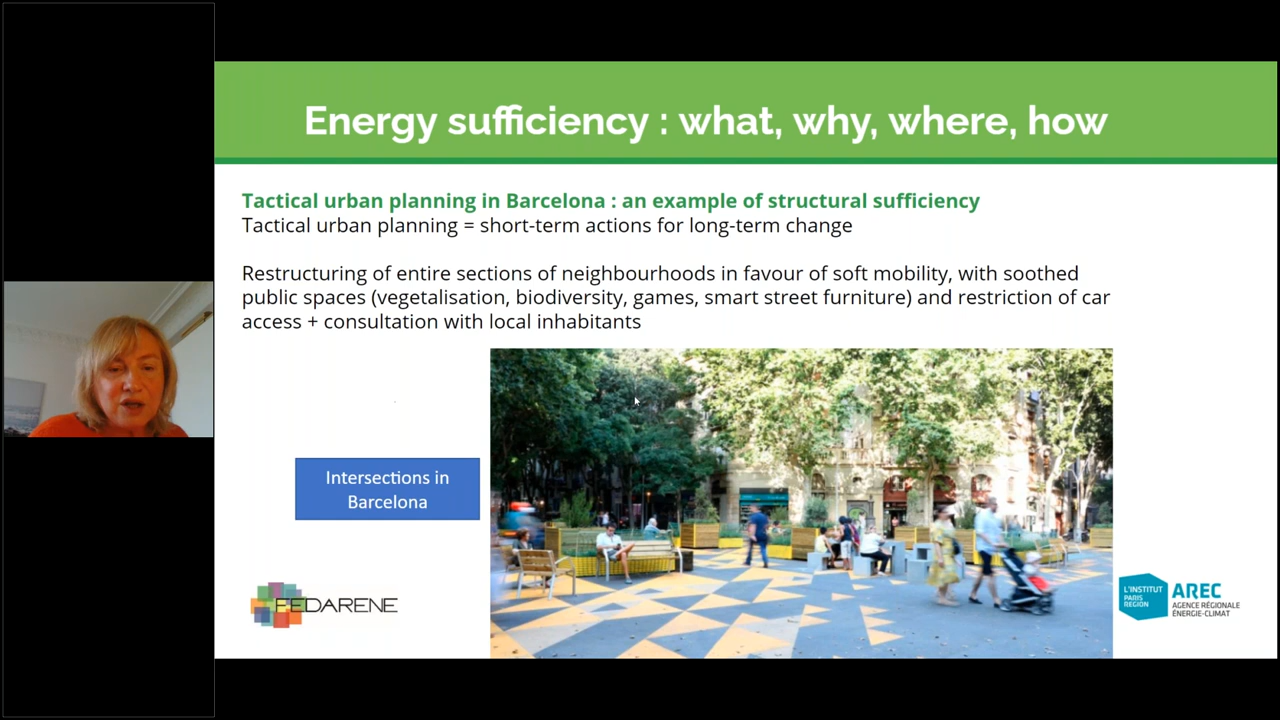 Energy sufficiency : what, why, where, how
Tactical urban planning in Barcelona : an example of structural sufficiency
Tactical urban planning = short-term actions for long-term change
Restructuring of entire sections of neighbourhoods in favour of soft mobility, with soothed
public spaces (vegetalisation, biodiversity, games, smart street furniture) and restriction of car
access + consultation with local inhabitants
Intersections in
Barcelona
FEDARENE
L'INSTITUT
PARIS
REGION
AREC
AGENCE RÉGIONALE
ÉNERGIE-CLIMAT